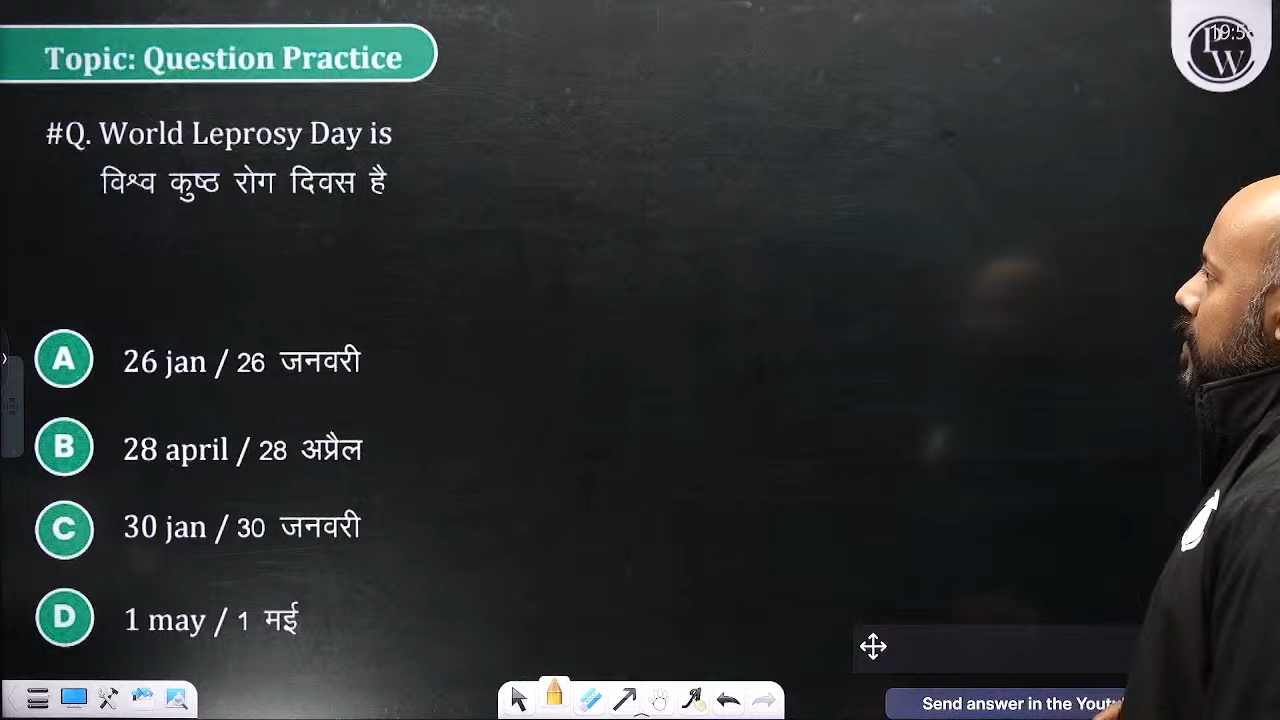 Topic: Question Practice
#Q. World Leprosy Day is
विश्व कुष्ठ रोग दिवस है
A 26 jan / 26 जनवरी
B 28 april / 28 अप्रैल
C 30 jan / 30 जनवरी
D 1 may / 1 मई
PW
Send answer in the